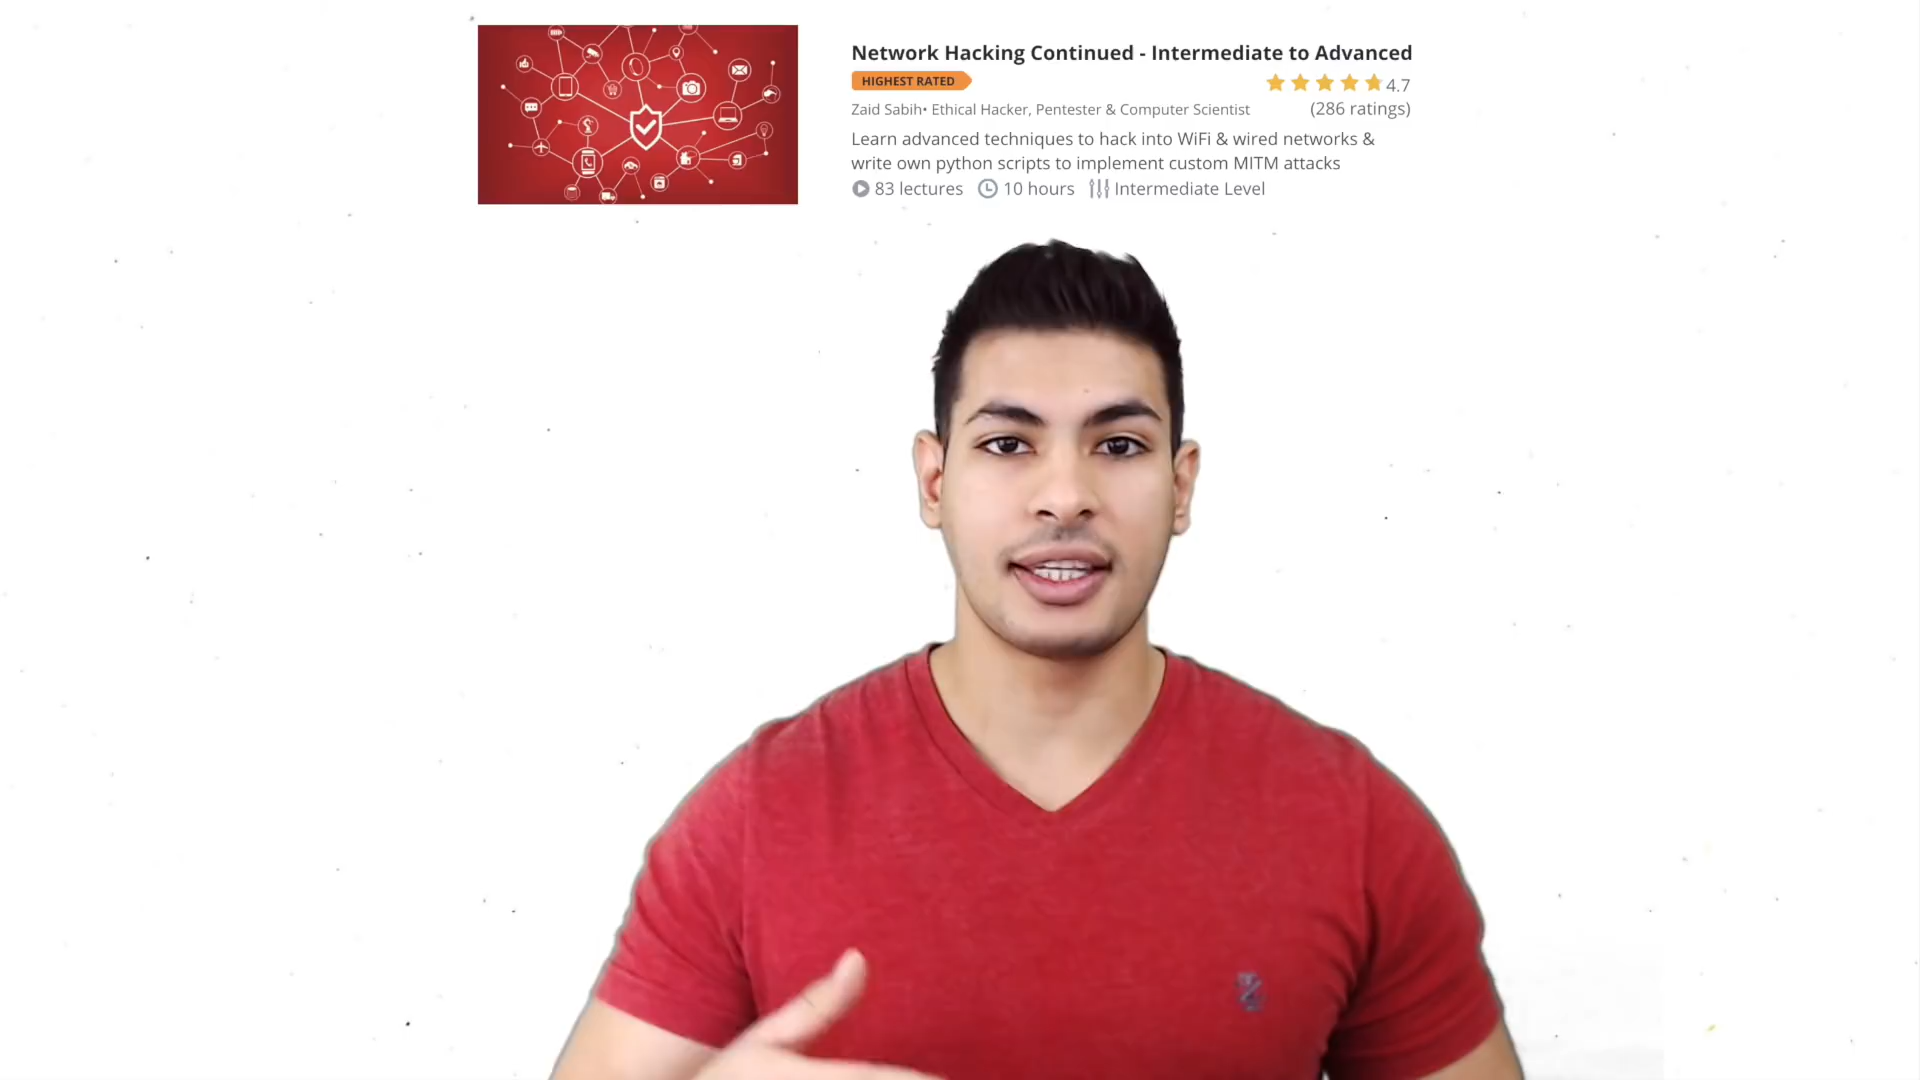 Network Hacking Continued - Intermediate to Advanced
HIGHEST RATED
4.7
Zaid Sabih• Ethical Hacker, Pentester & Computer Scientist
(286 ratings)
Learn advanced techniques to hack into WiFi & wired networks &
write own python scripts to implement custom MITM attacks
83 lectures 10 hours Intermediate Level